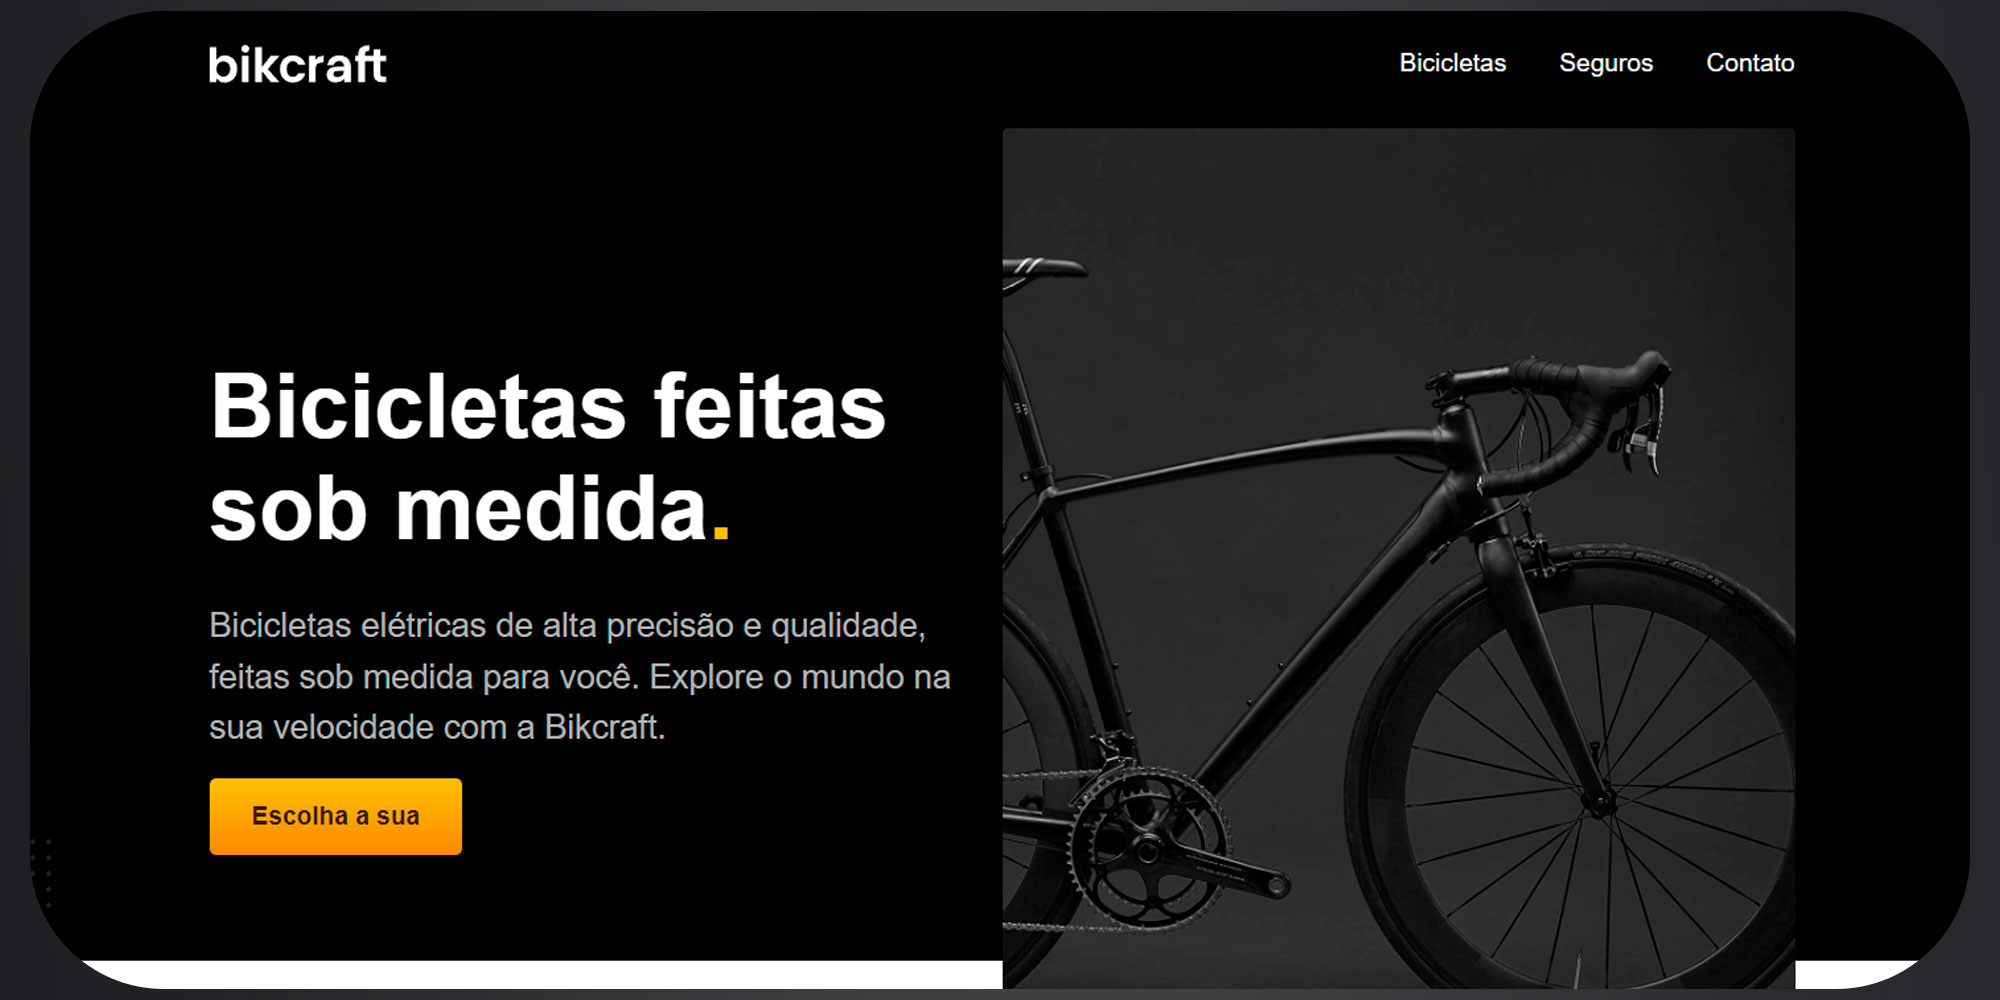 bikcraft
Bicicletas Seguros Contato
Bicicletas feitas
sob medida.
Bicicletas elétricas de alta precisão e qualidade,
feitas sob medida para você. Explore o mundo na
sua velocidade com a Bikcraft.
Escolha a sua